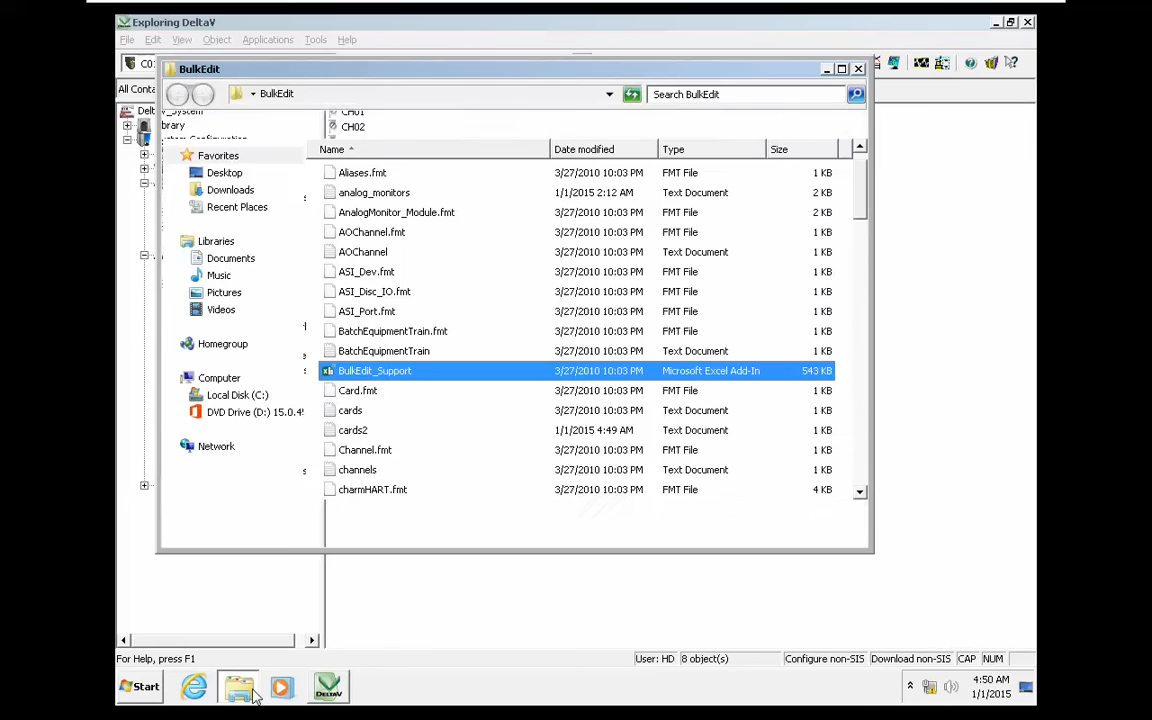 Exploring DeltaV
File Edit View Object Applications Tools Help
BulkEdit
BulkEdit
Search BulkEdit
All Conta
CH02
Name Date modified Type Size
Favorites
Desktop
Downloads
Recent Places
Libraries
Documents
Music
Pictures
Videos
Homegroup
Computer
Local Disk (C:)
DVD Drive (D:) 15.0.4
Network
Aliases.fmt 3/27/2010 10:03 PM FMT File 1 KB
analog_monitors 1/1/2015 2:12 AM Text Document 2 KB
AnalogMonitor_Module.fmt 3/27/2010 10:03 PM FMT File 2 KB
AOChannel.fmt 3/27/2010 10:03 PM FMT File 1 KB
AOChannel 3/27/2010 10:03 PM Text Document 1 KB
ASI_Dev.fmt 3/27/2010 10:03 PM FMT File 1 KB
ASI_Disc_IO.fmt 3/27/2010 10:03 PM FMT File 1 KB
ASI_Port.fmt 3/27/2010 10:03 PM FMT File 1 KB
BatchEquipmentTrain.fmt 3/27/2010 10:03 PM FMT File 1 KB
BatchEquipmentTrain 3/27/2010 10:03 PM Text Document 1 KB
BulkEdit_Support 3/27/2010 10:03 PM Microsoft Excel Add-In 543 KB
Card.fmt 3/27/2010 10:03 PM FMT File 1 KB
cards 3/27/2010 10:03 PM Text Document 1 KB
cards2 1/1/2015 4:49 AM Text Document 1 KB
Channel.fmt 3/27/2010 10:03 PM FMT File 1 KB
channels 3/27/2010 10:03 PM Text Document 1 KB
charmHART.fmt 3/27/2010 10:03 PM FMT File 4 KB
For Help, press F1
User: HD 8 object(s) Configure non-SIS Download non-SIS CAP NUM
Start
DELTAV
4:50 AM
1/1/2015